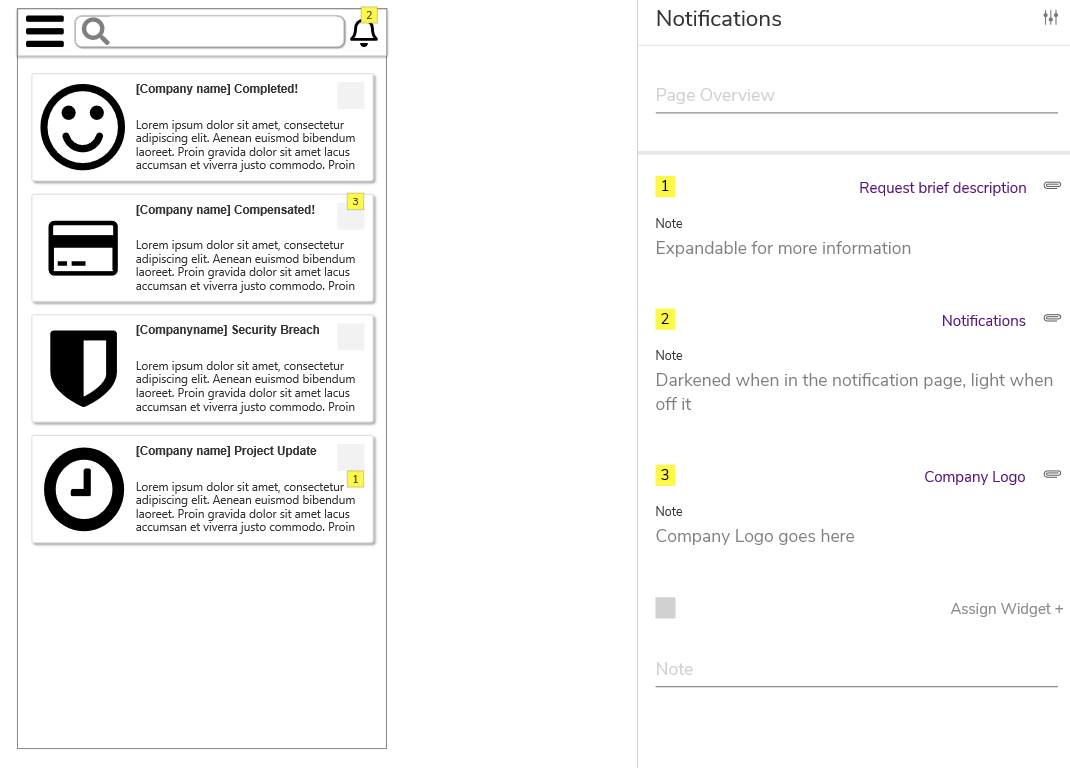 2
[Company name] Completed!
Lorem ipsum dolor sit amet, consectetur
adipiscing elit. Aenean euismod bibendum
laoreet. Proin gravida dolor sit amet lacus
accumsan et viverra justo commodo. Proin
3
[Company name] Compensated!
Lorem ipsum dolor sit amet, consectetur
adipiscing elit. Aenean euismod bibendum
laoreet. Proin gravida dolor sit amet lacus
accumsan et viverra justo commodo. Proin
[Companyname] Security Breach
Lorem ipsum dolor sit amet, consectetur
adipiscing elit. Aenean euismod bibendum
laoreet. Proin gravida dolor sit amet lacus
accumsan et viverra justo commodo. Proin
[Company name] Project Update
1
Lorem ipsum dolor sit amet, consectetur
adipiscing elit. Aenean euismod bibendum
laoreet. Proin gravida dolor sit amet lacus
accumsan et viverra justo commodo. Proin
Notifications
Page Overview
1 Request brief description
Note
Expandable for more information
2 Notifications
Note
Darkened when in the notification page, light when
off it
3 Company Logo
Note
Company Logo goes here
Assign Widget +
Note